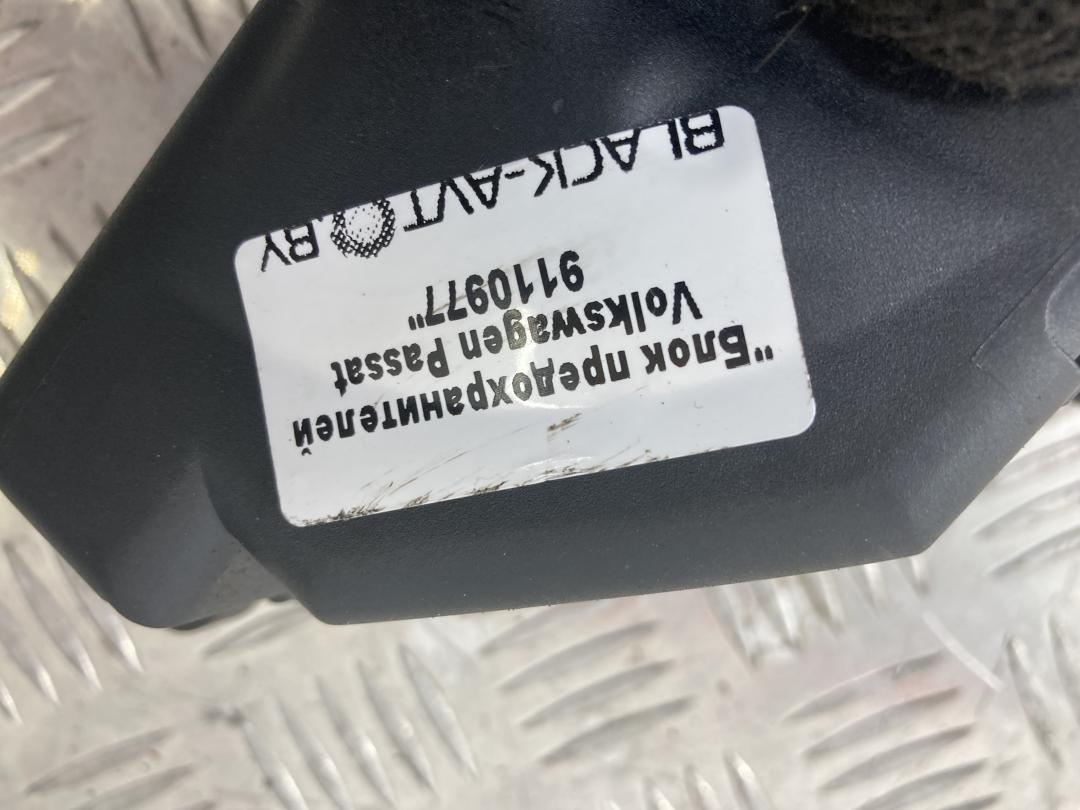 "Блок предохранителей
Volkswagen Passat
9110977"
BLACK-AVTO.BY